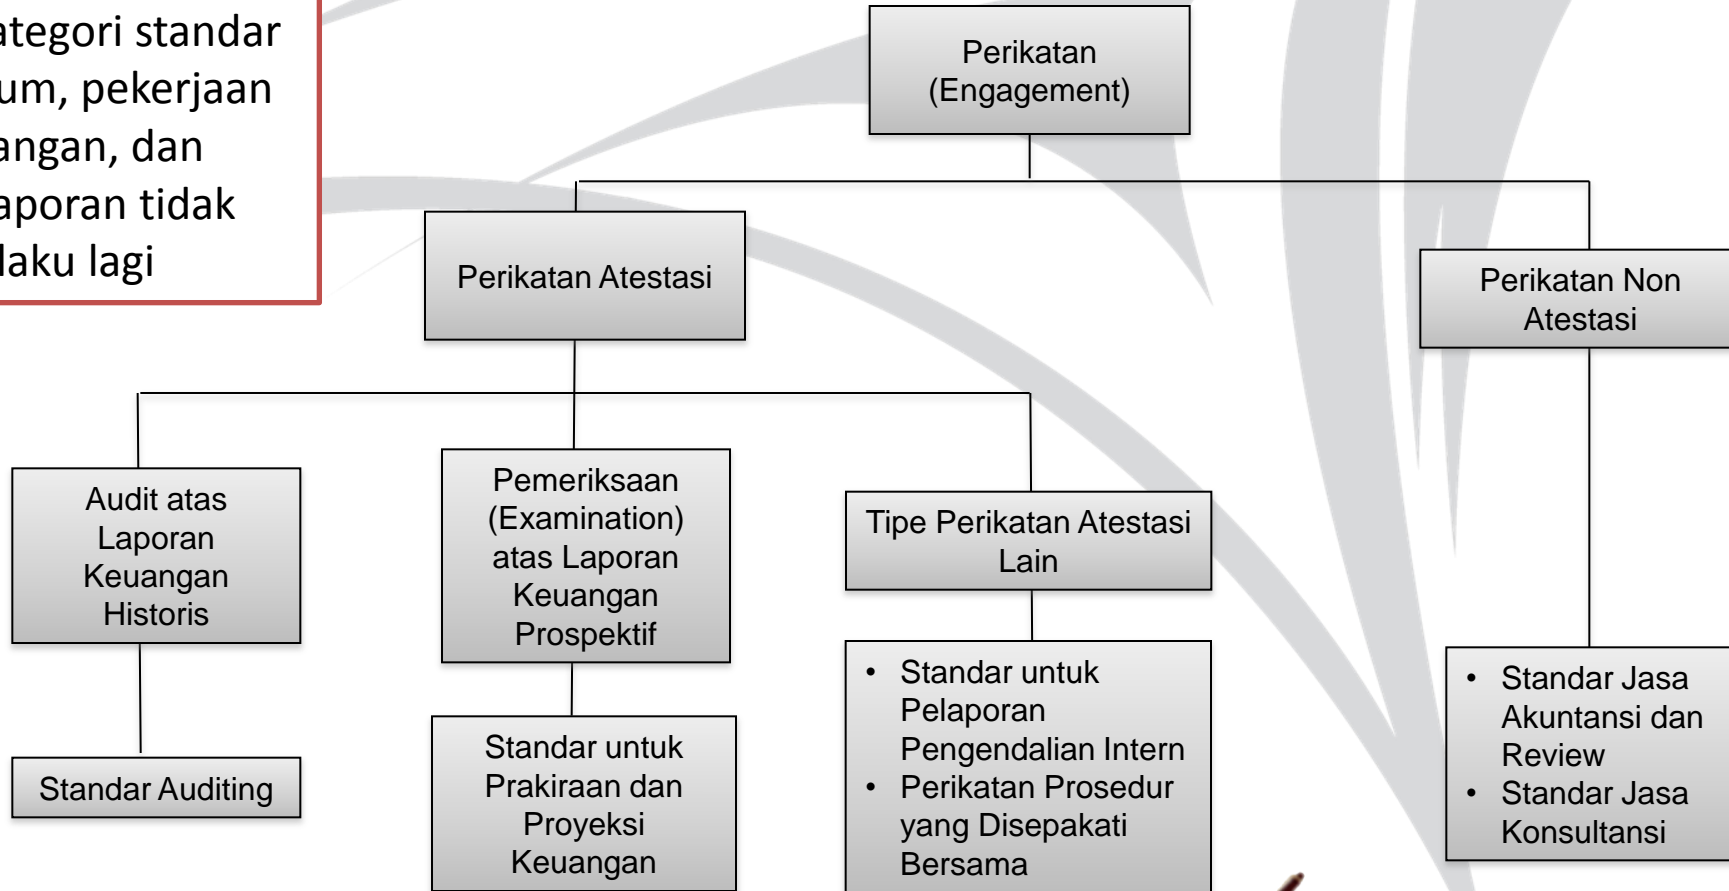 ategori standar
um, pekerjaan
angan, dan
aporan tidak
laku lagi
Perikatan
(Engagement)
Perikatan Atestasi
Perikatan Non
Atestasi
Audit atas
Laporan
Keuangan
Historis
Pemeriksaan
(Examination)
atas Laporan
Keuangan
Prospektif
Tipe Perikatan Atestasi
Lain
Standar Auditing
Standar untuk
Prakiraan dan
Proyeksi
Keuangan
• Standar untuk
Pelaporan
Pengendalian Intern
• Perikatan Prosedur
yang Disepakati
Bersama
• Standar Jasa
Akuntansi dan
Review
• Standar Jasa
Konsultansi